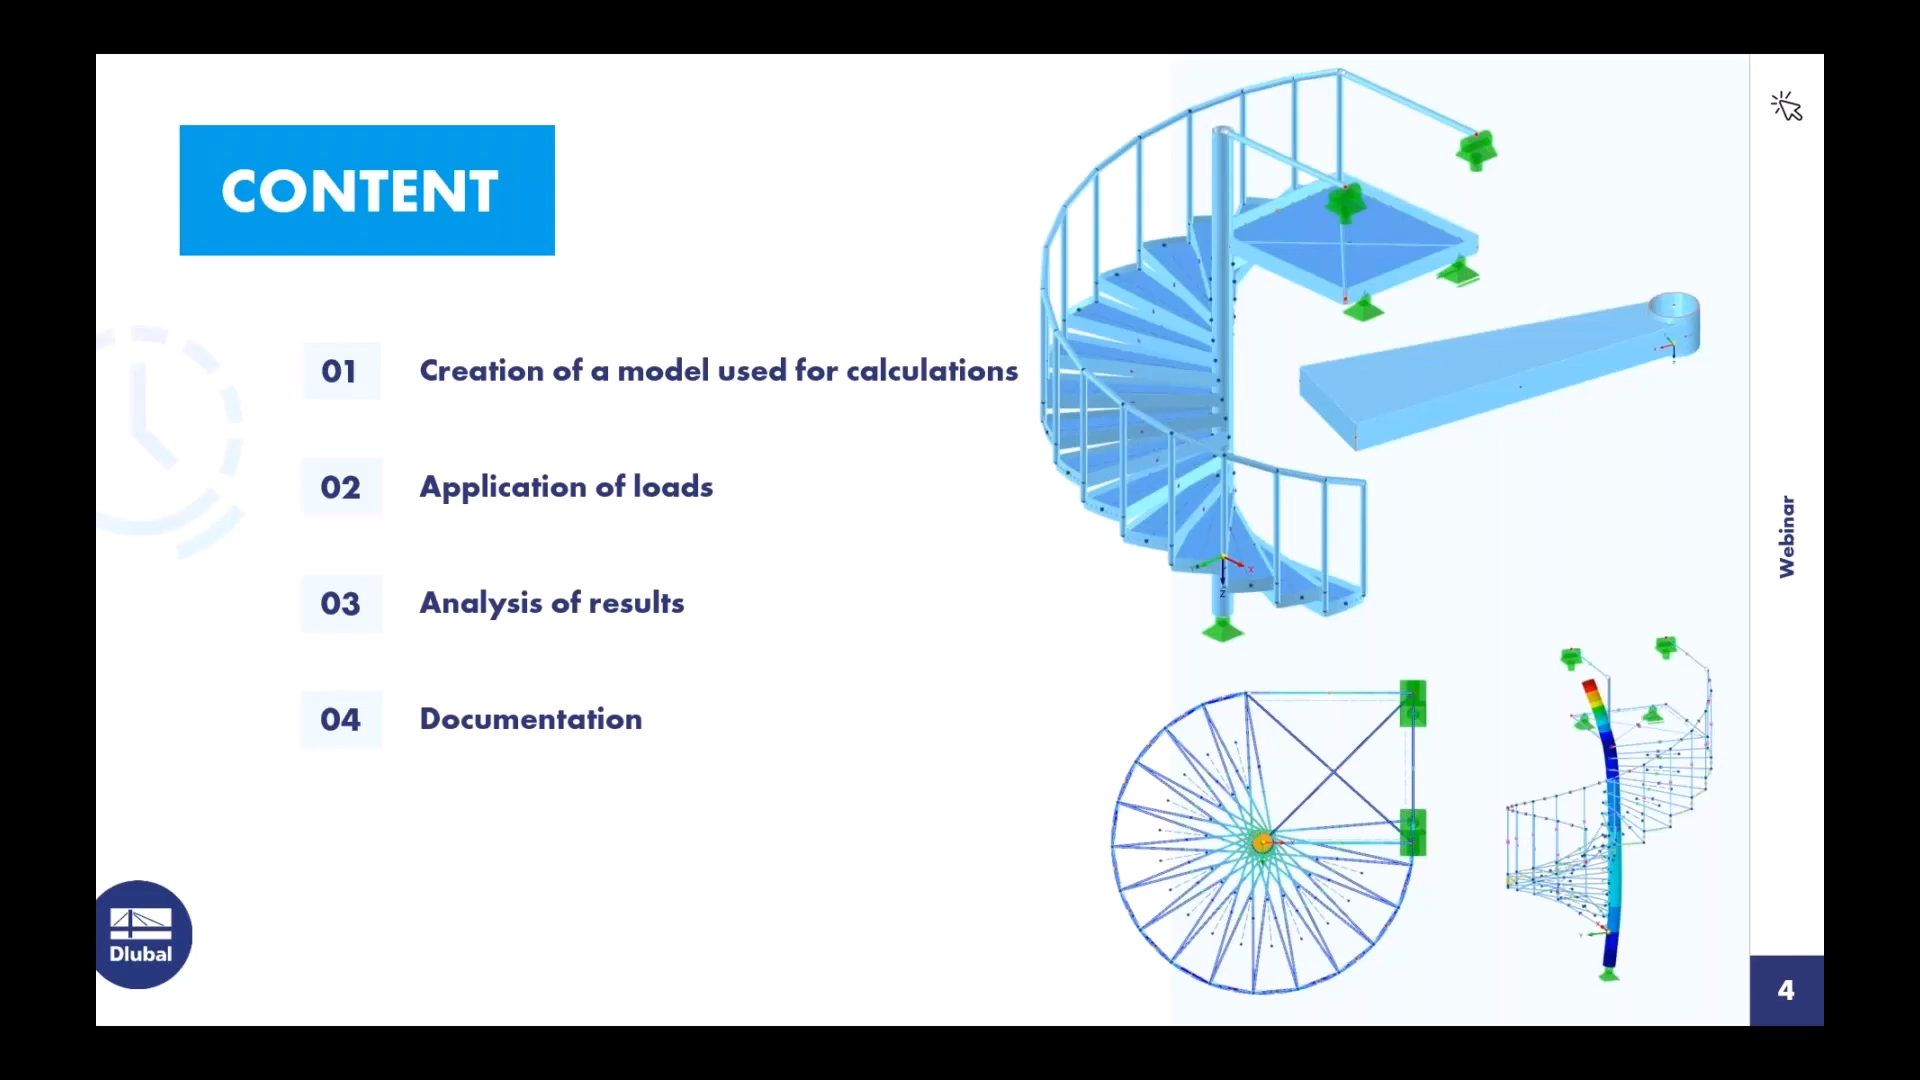 CONTENT
01 Creation of a model used for calculations
02 Application of loads
03 Analysis of results
04 Documentation
X
Z
Webinar
Dlubal
4